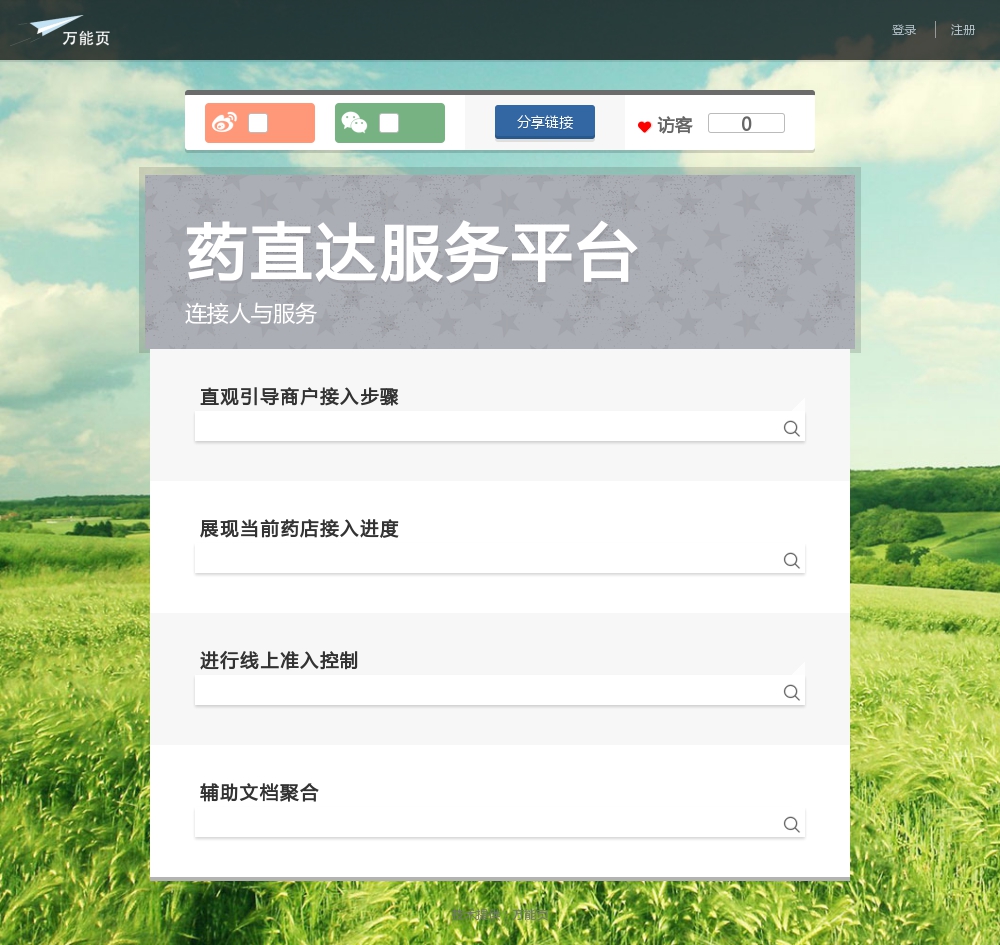 万能页
登录
注册
分享链接
访客
0
药直达服务平台
连接人与服务
直观引导商户接入步骤
展现当前药店接入进度
进行线上准入控制
辅助文档聚合